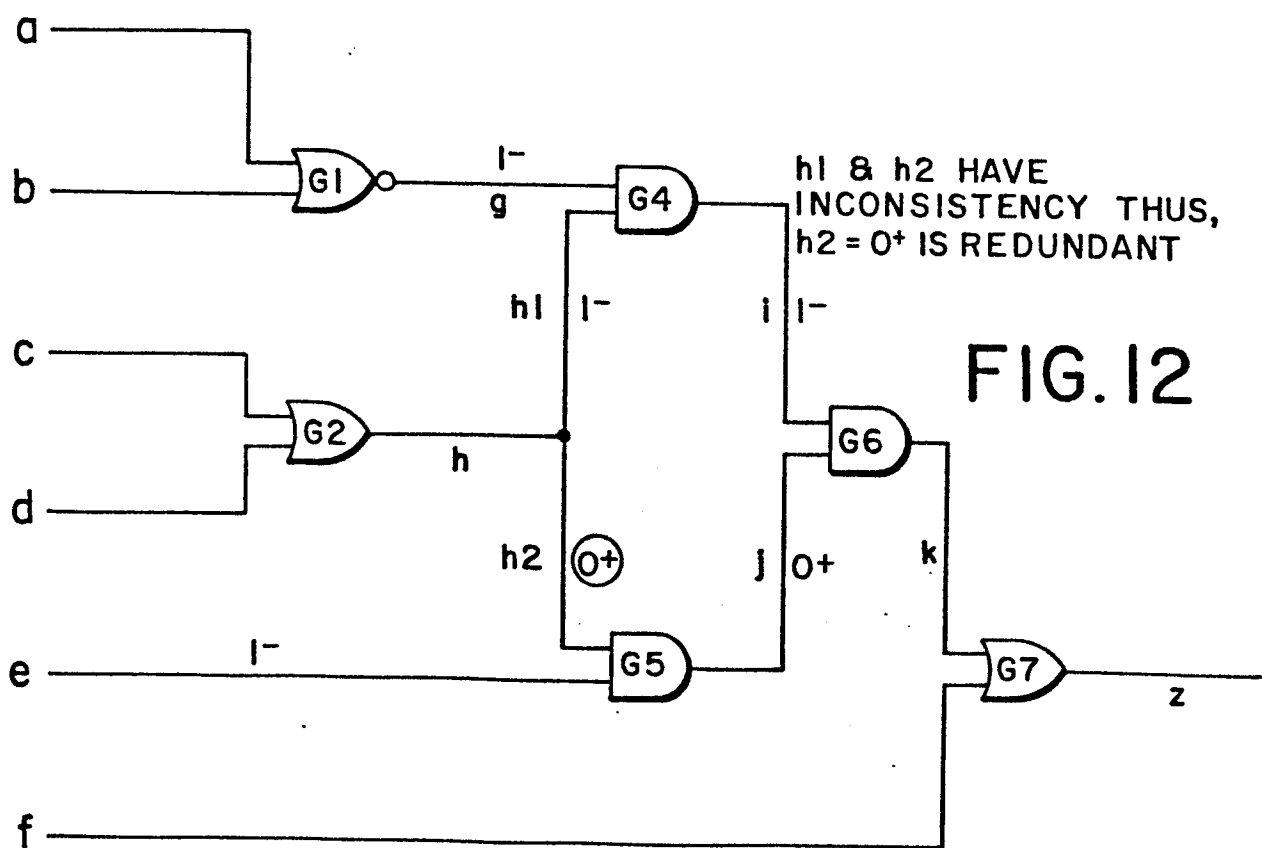 a
b
G1
1-
g
G4
h1 & h2 HAVE
INCONSISTENCY THUS,
h2 = 0+ IS REDUNDANT
h1
1-
i
1-
FIG. 12
c
d
G2
h
G6
h2
0+
j
0+
k
e
1-
G5
G7
z
f